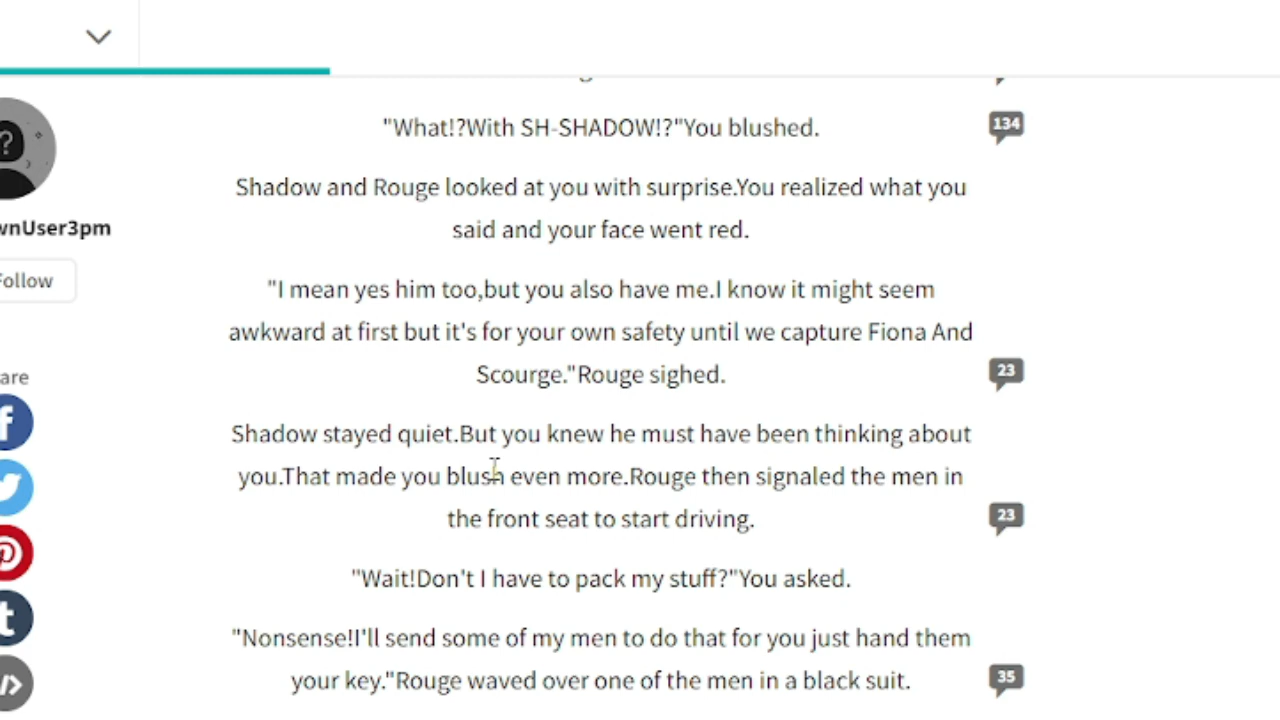 "What!?With SH-SHADOW!?"You blushed.
134
Shadow and Rouge looked at you with surprise.You realized what you
said and your face went red.
"I mean yes him too,but you also have me.I know it might seem
awkward at first but it's for your own safety until we capture Fiona And
Scourge."Rouge sighed.
23
Shadow stayed quiet.But you knew he must have been thinking about
you.That made you blush even more.Rouge then signaled the men in
the front seat to start driving.
23
"Wait!Don't I have to pack my stuff?"You asked.
"Nonsense!I'll send some of my men to do that for you just hand them
your key."Rouge waved over one of the men in a black suit.
35
wnUser3pm
Follow
are